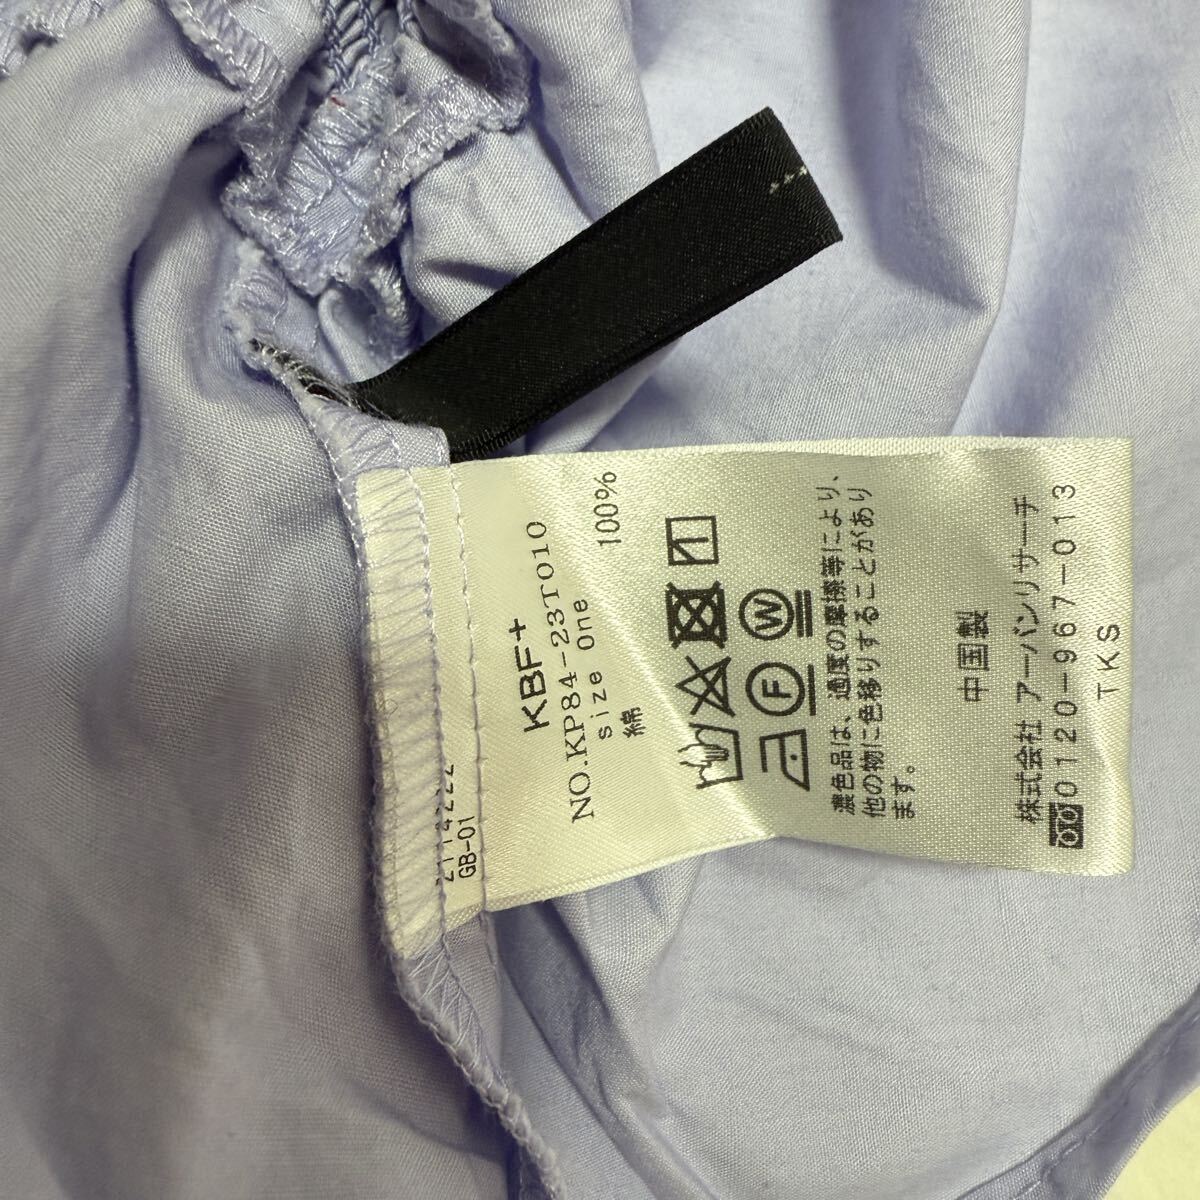 KBF+
NO.KP84-23T010
size One
綿 100%
W
F
濃色品は、過度の摩擦等により、
他の物に色移りすることがあり
ます。
中国製
株式会社 アーバンリサーチ
0120-967-013
TKS
GB-01